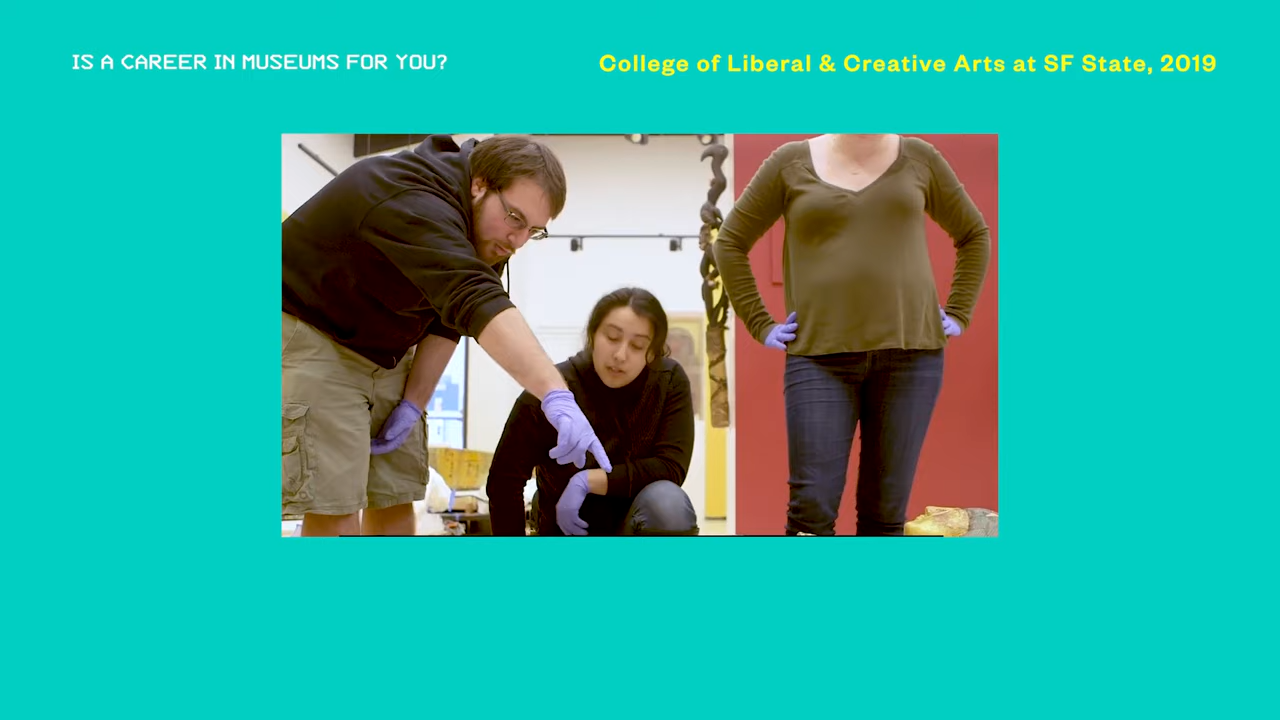 IS A CAREER IN MUSEUMS FOR YOU?
College of Liberal & Creative Arts at SF State, 2019